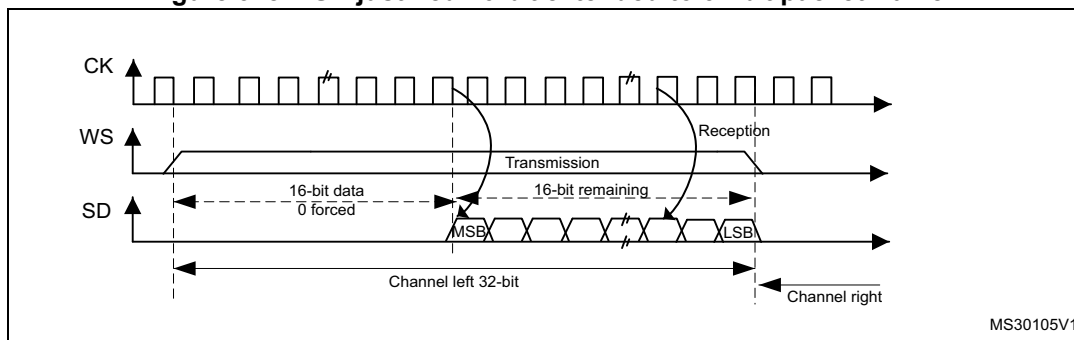 CK
Reception
WS
Transmission
16-bit data
0 forced
16-bit remaining
SD
MSB
LSB
Channel left 32-bit
Channel right
MS30105V1